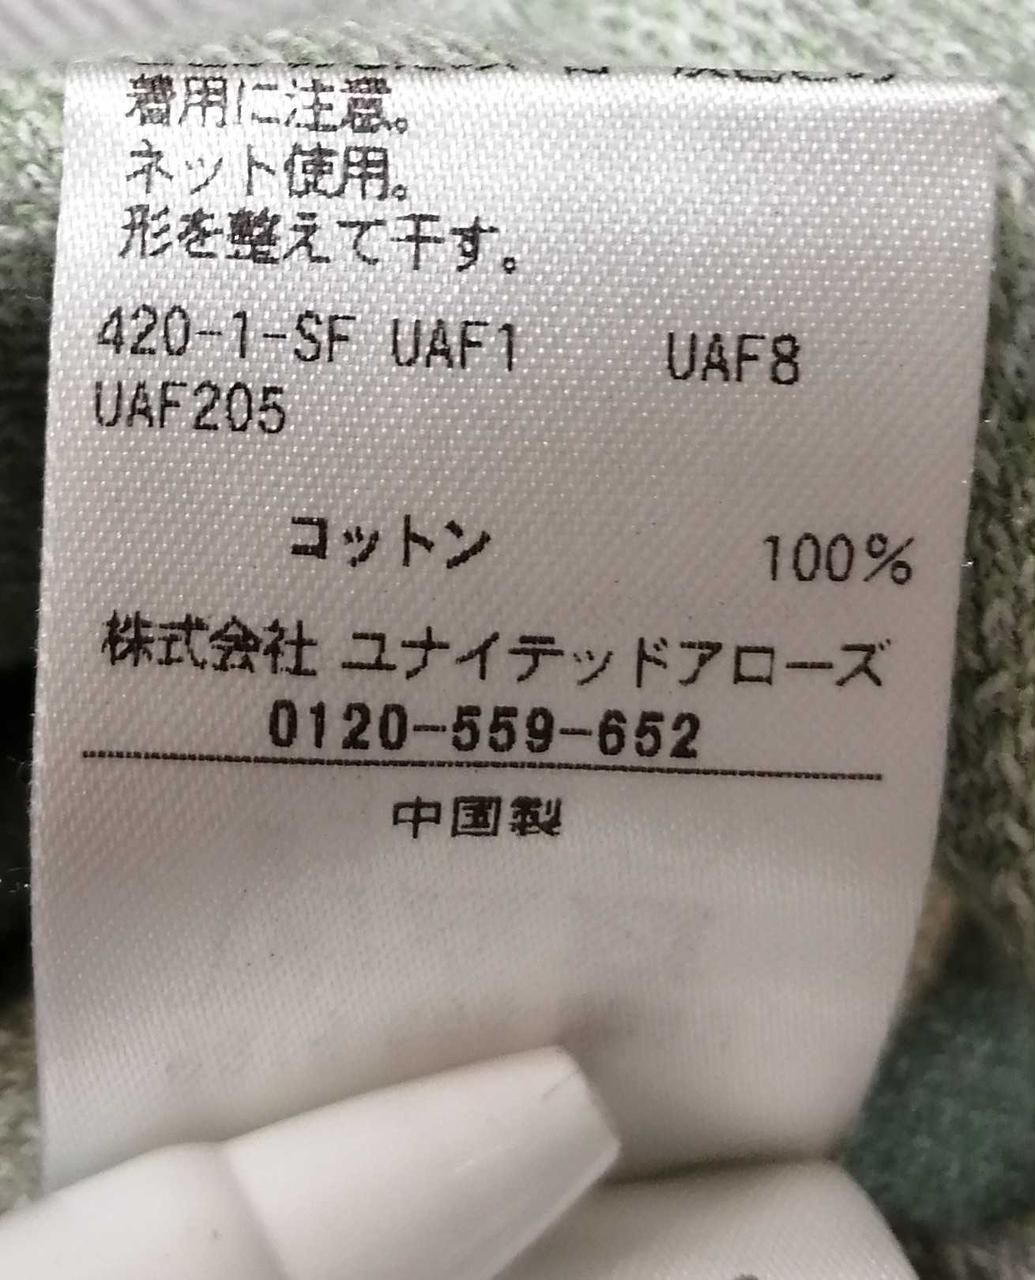 着用に注意。
ネット使用。
形を整えて干す。
420-1-SF UAF1 UAF8
UAF205
コットン 100%
株式会社 ユナイテッドアローズ
0120-559-652
中国製